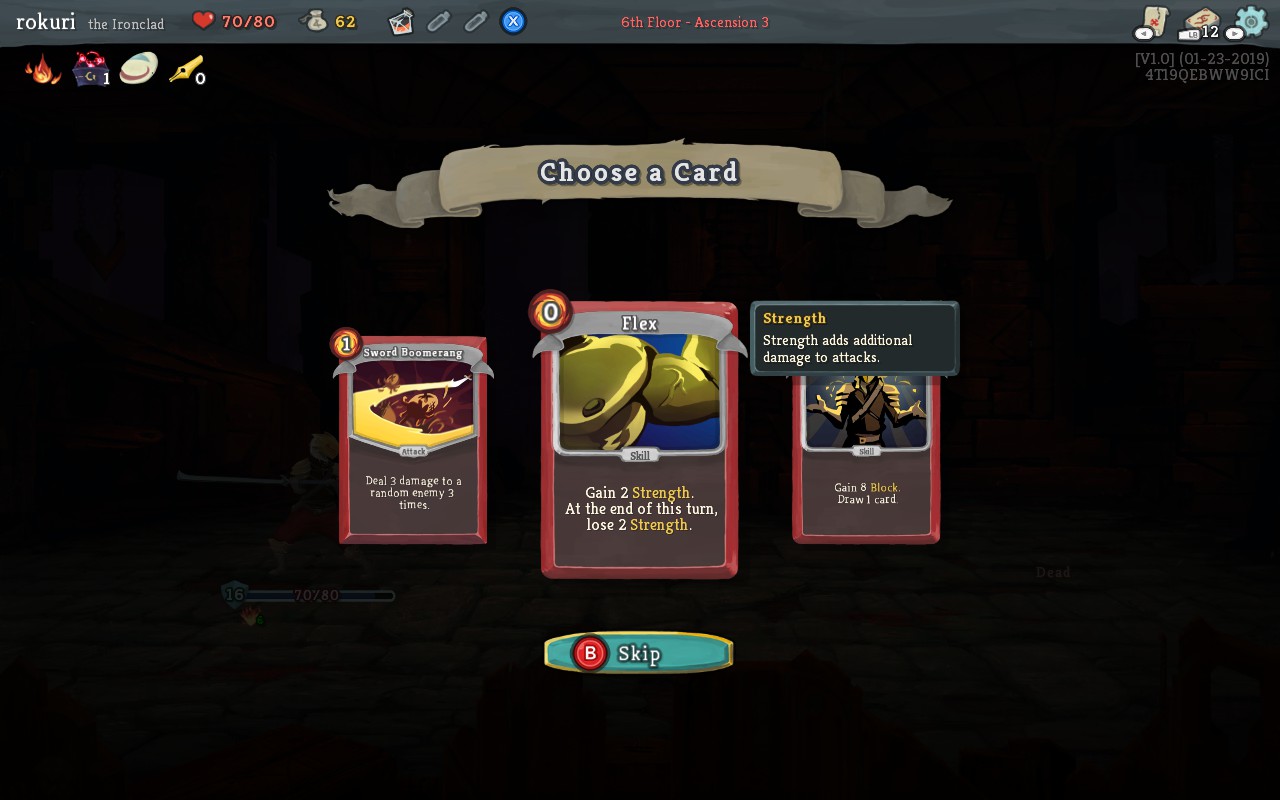 rokuri the Ironclad 70/80 62 X 6th Floor - Ascension 3 LB 12
1 0
[V1.0] (01-23-2019)
4T19QEBWW9ICI
Choose a Card
1
Sword Boomerang
Attack
Deal 3 damage to a
random enemy 3
times.
0
Flex
Skill
Gain 2 Strength.
At the end of this turn,
lose 2 Strength.
Strength
Strength adds additional
damage to attacks.
Skill
Gain 8 Block.
Draw 1 card.
16 70/80
6
Dead
B Skip